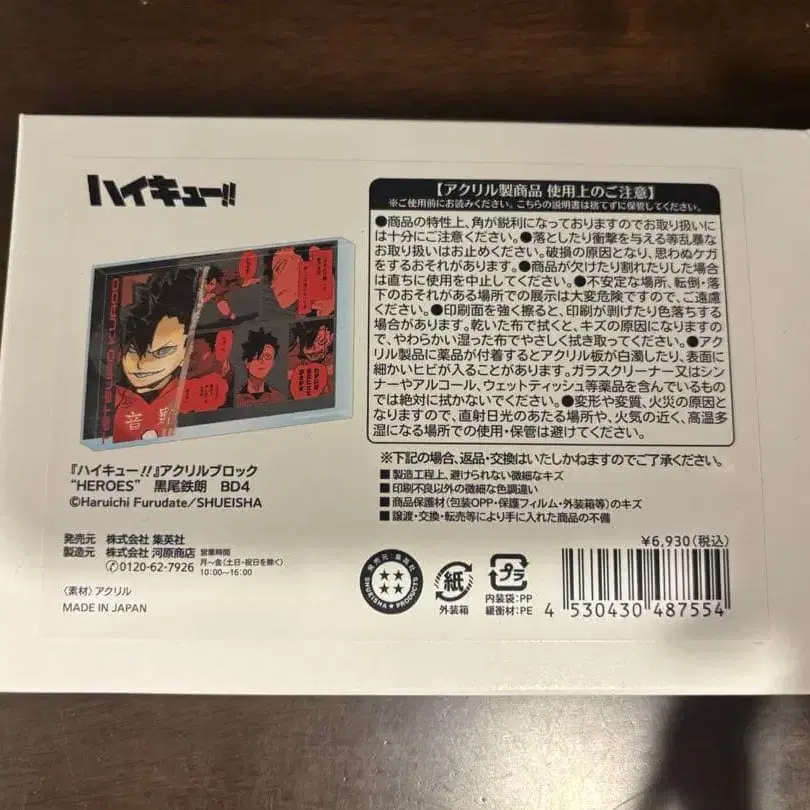 ハイキュー!!
TETSURO KUROO
音駒
『ハイキュー!!』アクリルブロック
“HEROES” 黒尾鉄朗 BD4
©Haruichi Furudate/SHUEISHA
発売元 株式会社 集英社
製造元 株式会社 河原商店
✆0120-62-7926
営業時間
月～金(土日・祝日を除く)
10:00～16:00
〈素材〉アクリル
MADE IN JAPAN
【アクリル製商品 使用上のご注意】
※ご使用前にお読みください。こちらの説明書は捨てずに保管してください。
●商品の特性上、角が鋭利になっておりますのでお取り扱いに
は十分にご注意ください。●落としたり衝撃を与える等乱暴な
お取り扱いはお止めください。破損の原因となり、思わぬケガ
をするおそれがあります。●商品が欠けたり割れたりした場合
は直ちに使用を中止してください。●不安定な場所、転倒・落
下のおそれがある場所での展示は大変危険ですので、ご遠慮
ください。●印刷面を強く擦ると、印刷が剥げたり色落ちする
場合があります。乾いた布で拭くと、キズの原因になりますの
で、やわらかい湿った布でやさしく拭き取ってください。●アク
リル製品に薬品が付着するとアクリル板が白濁したり、表面に
細かいヒビが入ることがあります。ガラスクリーナー又はシン
ナーやアルコール、ウェットティッシュ等薬品を含んでいるもの
では絶対に拭かないでください。●変形や変質、火災の原因と
なりますので、直射日光のあたる場所や、火気の近く、高温多
湿になる場所での使用・保管は避けてください。
※下記の場合、返品・交換はいたしかねますのでご了承ください。
■製造工程上、避けられない微細なキズ
■印刷不良以外の微細な色調違い
■商品保護材(包装OPP・保護フィルム・外装箱等)のキズ
■譲渡・交換・転売等により手に入れた商品の不備
¥6,930(税込)
発売元 集英社
SHUEISHA★PRODUCTS
紙
外装箱
プラ
内装袋:PP
緩衝材:PE
4 530430 487554